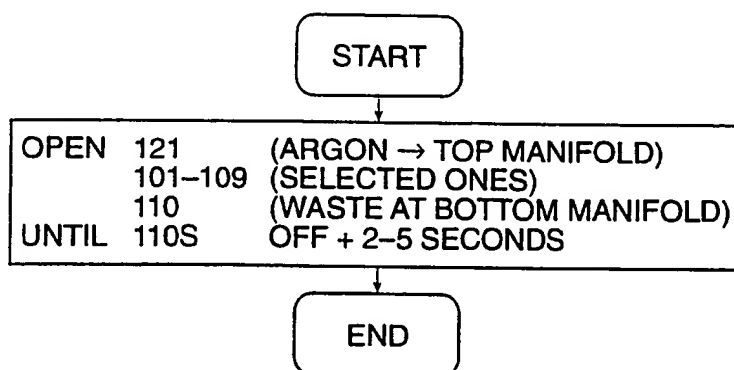 START
OPEN 121 (ARGON → TOP MANIFOLD)
101–109 (SELECTED ONES)
110 (WASTE AT BOTTOM MANIFOLD)
UNTIL 110S OFF + 2–5 SECONDS
END